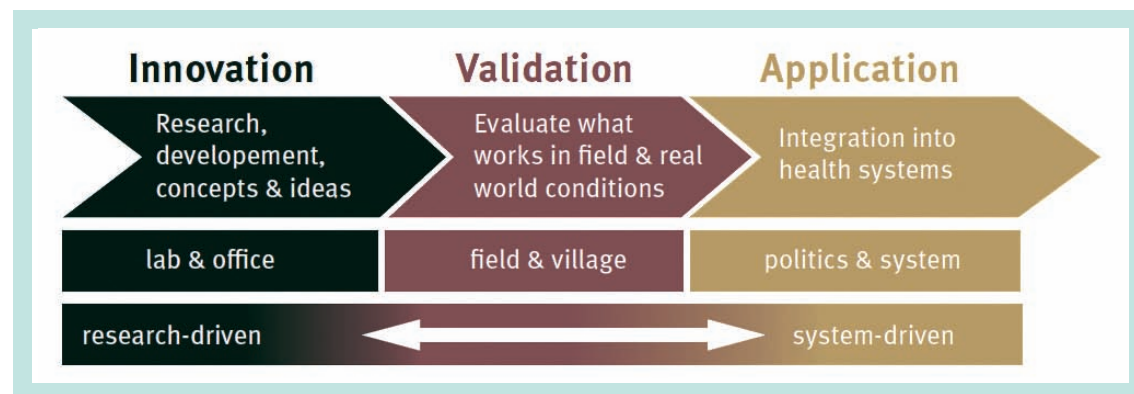 Innovation
Validation
Application
Research,
developement,
concepts & ideas
Evaluate what
works in field & real
world conditions
Integration into
health systems
lab & office
field & village
politics & system
research-driven
system-driven